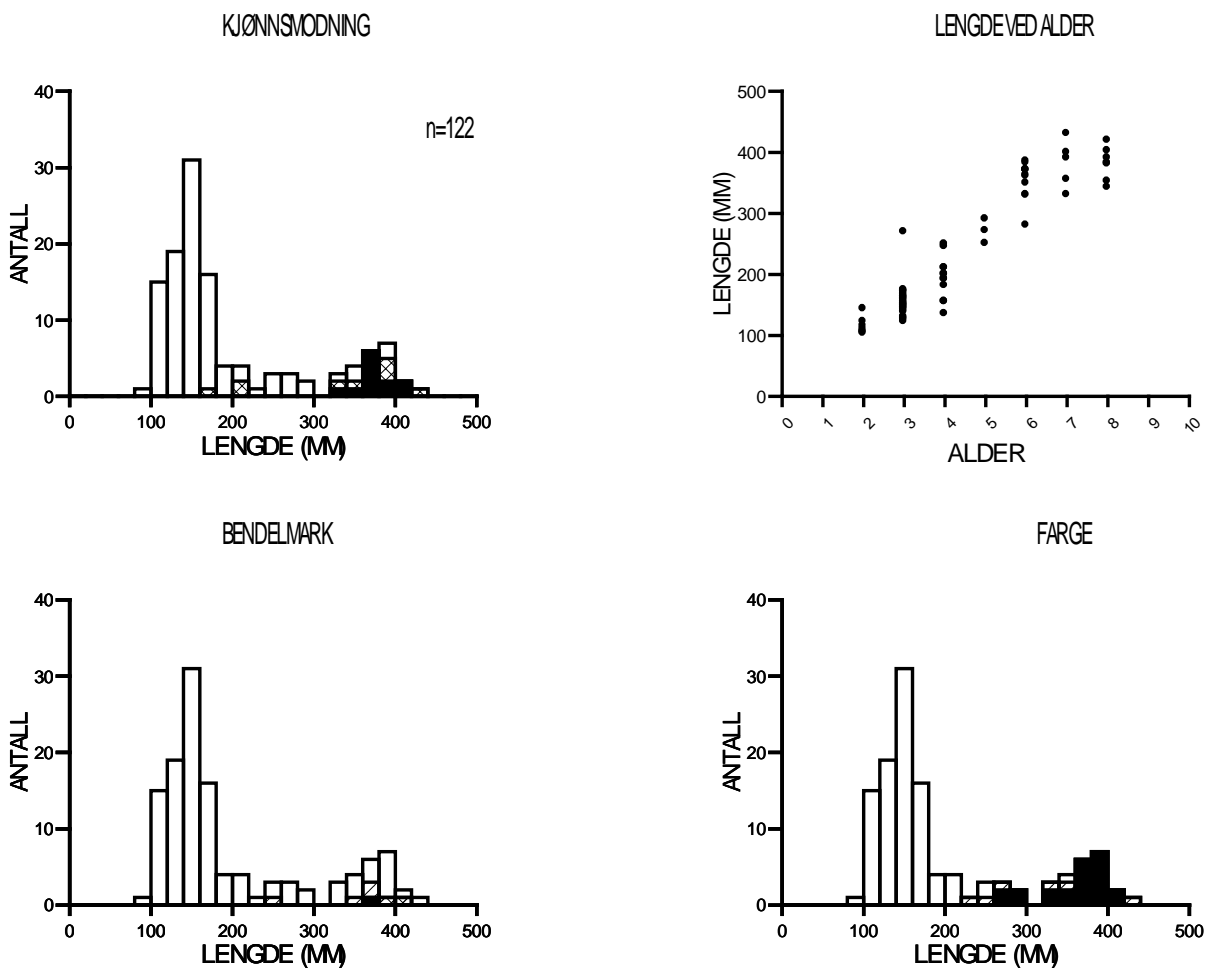 KJØNNSMODNING
40
n=122
30
20
10
0
ANTALL
0 100 200 300 400 500
LENGDE (MM)
LENGDE VED ALDER
500
400
300
200
100
0
LENGDE (MM)
0 1 2 3 4 5 6 7 8 9 10
ALDER
BENDELMARK
40
30
20
10
0
ANTALL
0 100 200 300 400 500
LENGDE (MM)
FARGE
40
30
20
10
0
ANTALL
0 100 200 300 400 500
LENGDE (MM)